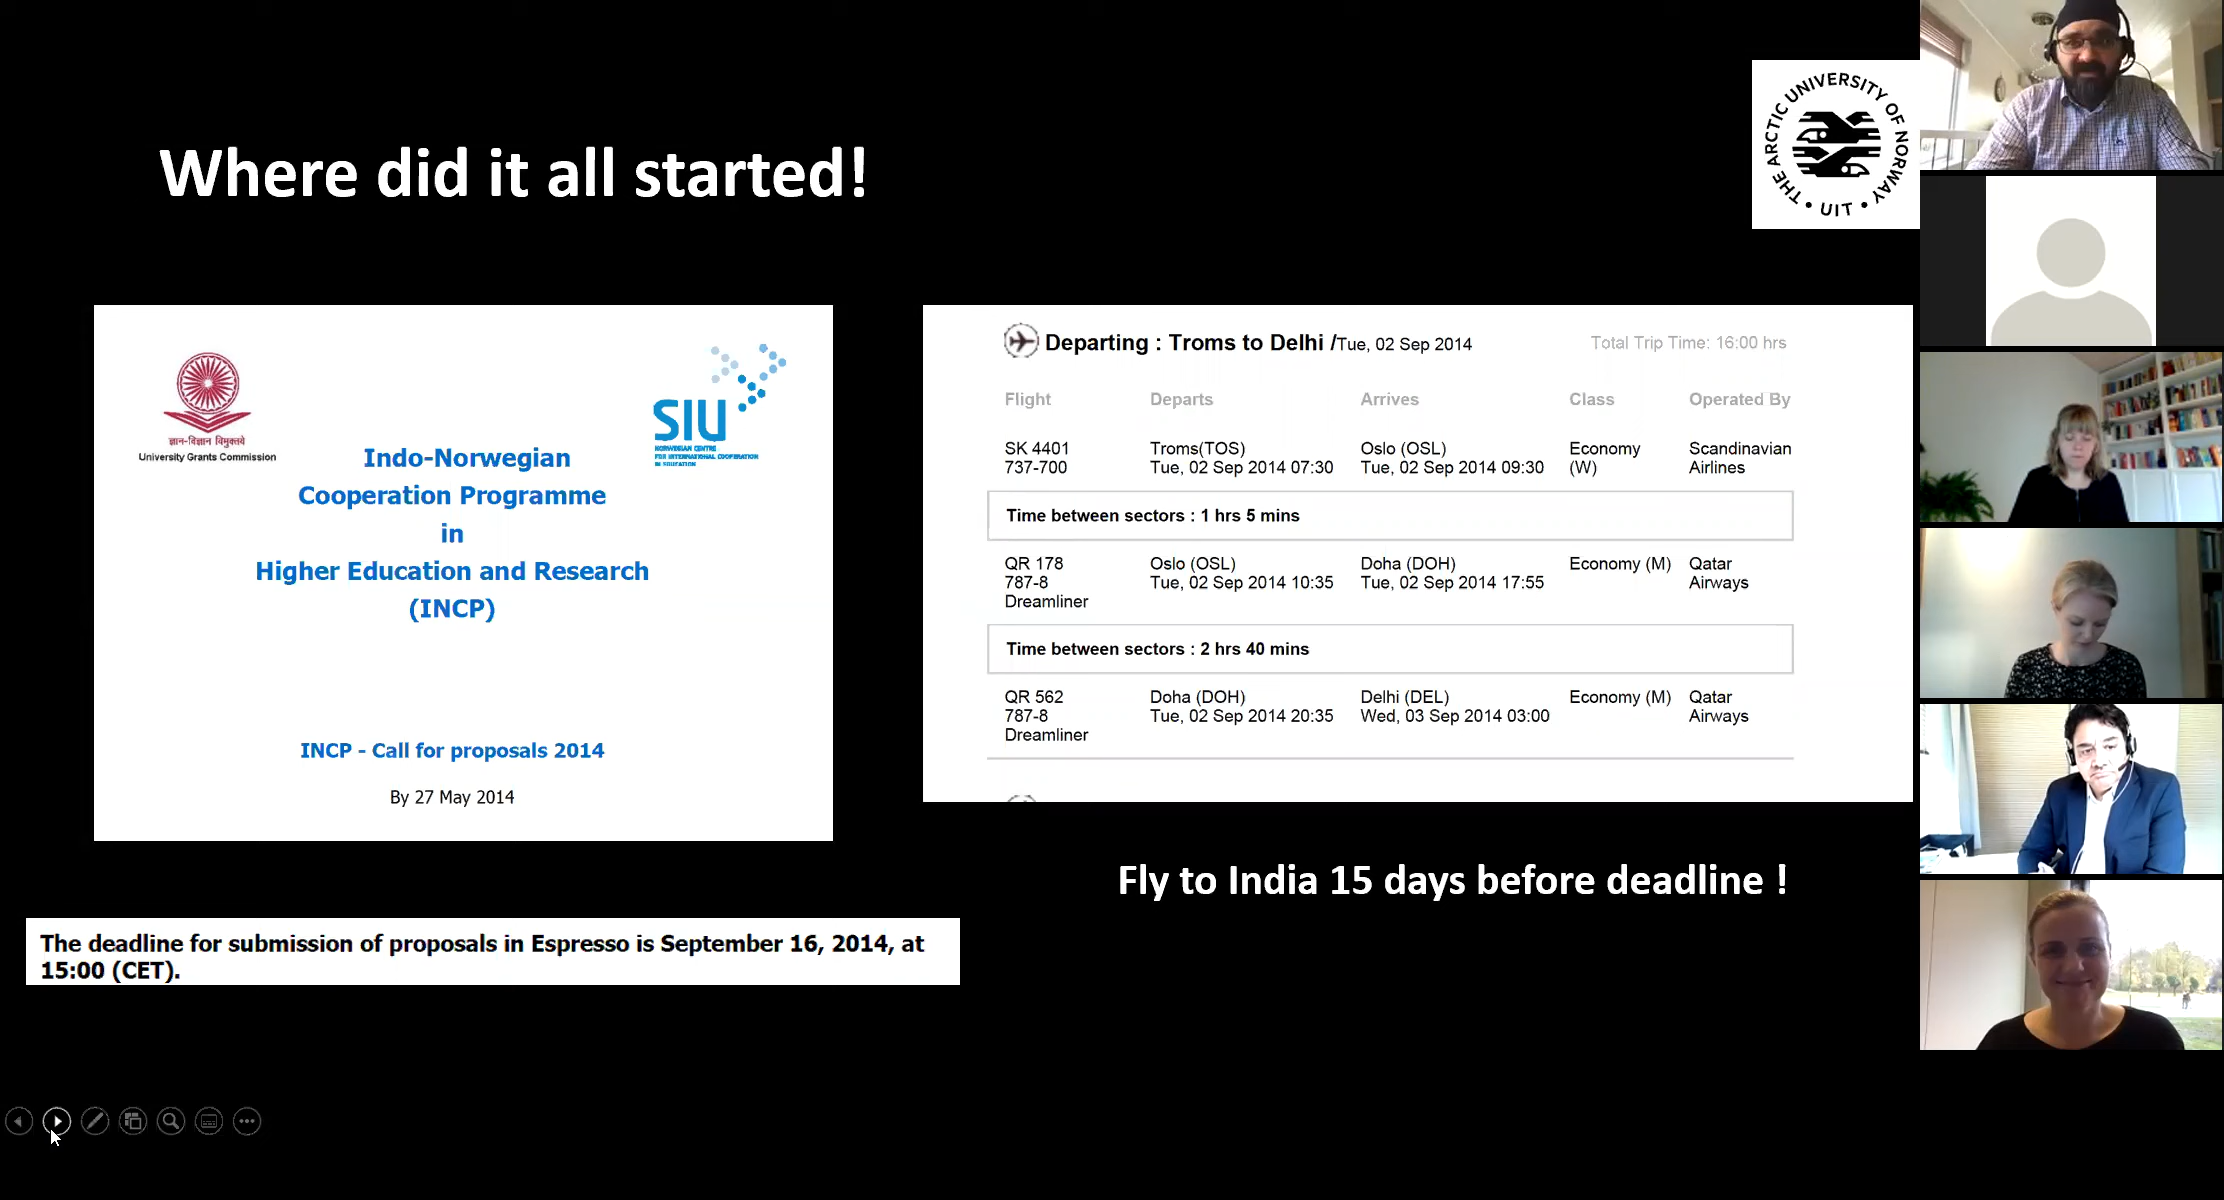 Where did it all started!
THE ARCTIC UNIVERSITY OF NORWAY • UIT •
ज्ञान-विज्ञान विमुक्तये
University Grants Commission
SIU
NORWEGIAN CENTRE
FOR INTERNATIONAL COOPERATION
IN EDUCATION
Indo-Norwegian
Cooperation Programme
in
Higher Education and Research
(INCP)
INCP - Call for proposals 2014
By 27 May 2014
The deadline for submission of proposals in Espresso is September 16, 2014, at
15:00 (CET).
Departing : Troms to Delhi /Tue, 02 Sep 2014 Total Trip Time: 16:00 hrs
Flight Departs Arrives Class Operated By
SK 4401 Troms(TOS) Oslo (OSL) Economy Scandinavian
737-700 Tue, 02 Sep 2014 07:30 Tue, 02 Sep 2014 09:30 (W) Airlines
Time between sectors : 1 hrs 5 mins
QR 178 Oslo (OSL) Doha (DOH) Economy (M) Qatar
787-8 Tue, 02 Sep 2014 10:35 Tue, 02 Sep 2014 17:55 Airways
Dreamliner
Time between sectors : 2 hrs 40 mins
QR 562 Doha (DOH) Delhi (DEL) Economy (M) Qatar
787-8 Tue, 02 Sep 2014 20:35 Wed, 03 Sep 2014 03:00 Airways
Dreamliner
Fly to India 15 days before deadline !